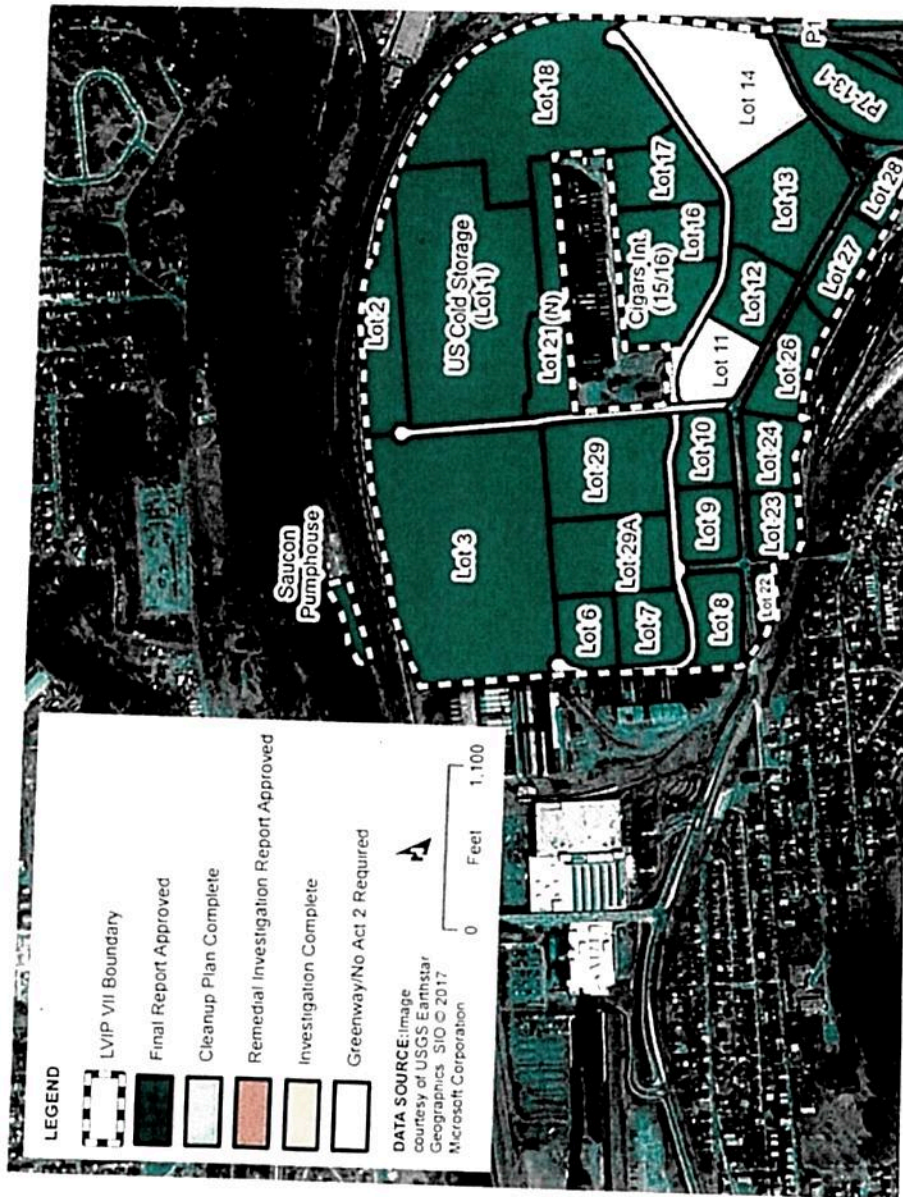 LEGEND
LVIP VII Boundary
Final Report Approved
Cleanup Plan Complete
Remedial Investigation Report Approved
Investigation Complete
Greenway/No Act 2 Required
DATA SOURCE:Image
courtesy of USGS Earthstar
Geographics SIO © 2017
Microsoft Corporation
0
Feet
1,100
Saucon
Pumphouse
Lot 2
Lot 18
Lot 3
US Cold Storage
(Lot 1)
Lot 21 (N)
Lot 29
Lot 29A
Lot 6
Lot 7
Cigars Int.
(15/16)
Lot 16
Lot 17
Lot 14
Lot 8
Lot 9
Lot 10
Lot 11
Lot 12
Lot 13
P1
P7-13-1
Lot 22
Lot 23
Lot 24
Lot 26
Lot 27
Lot 28